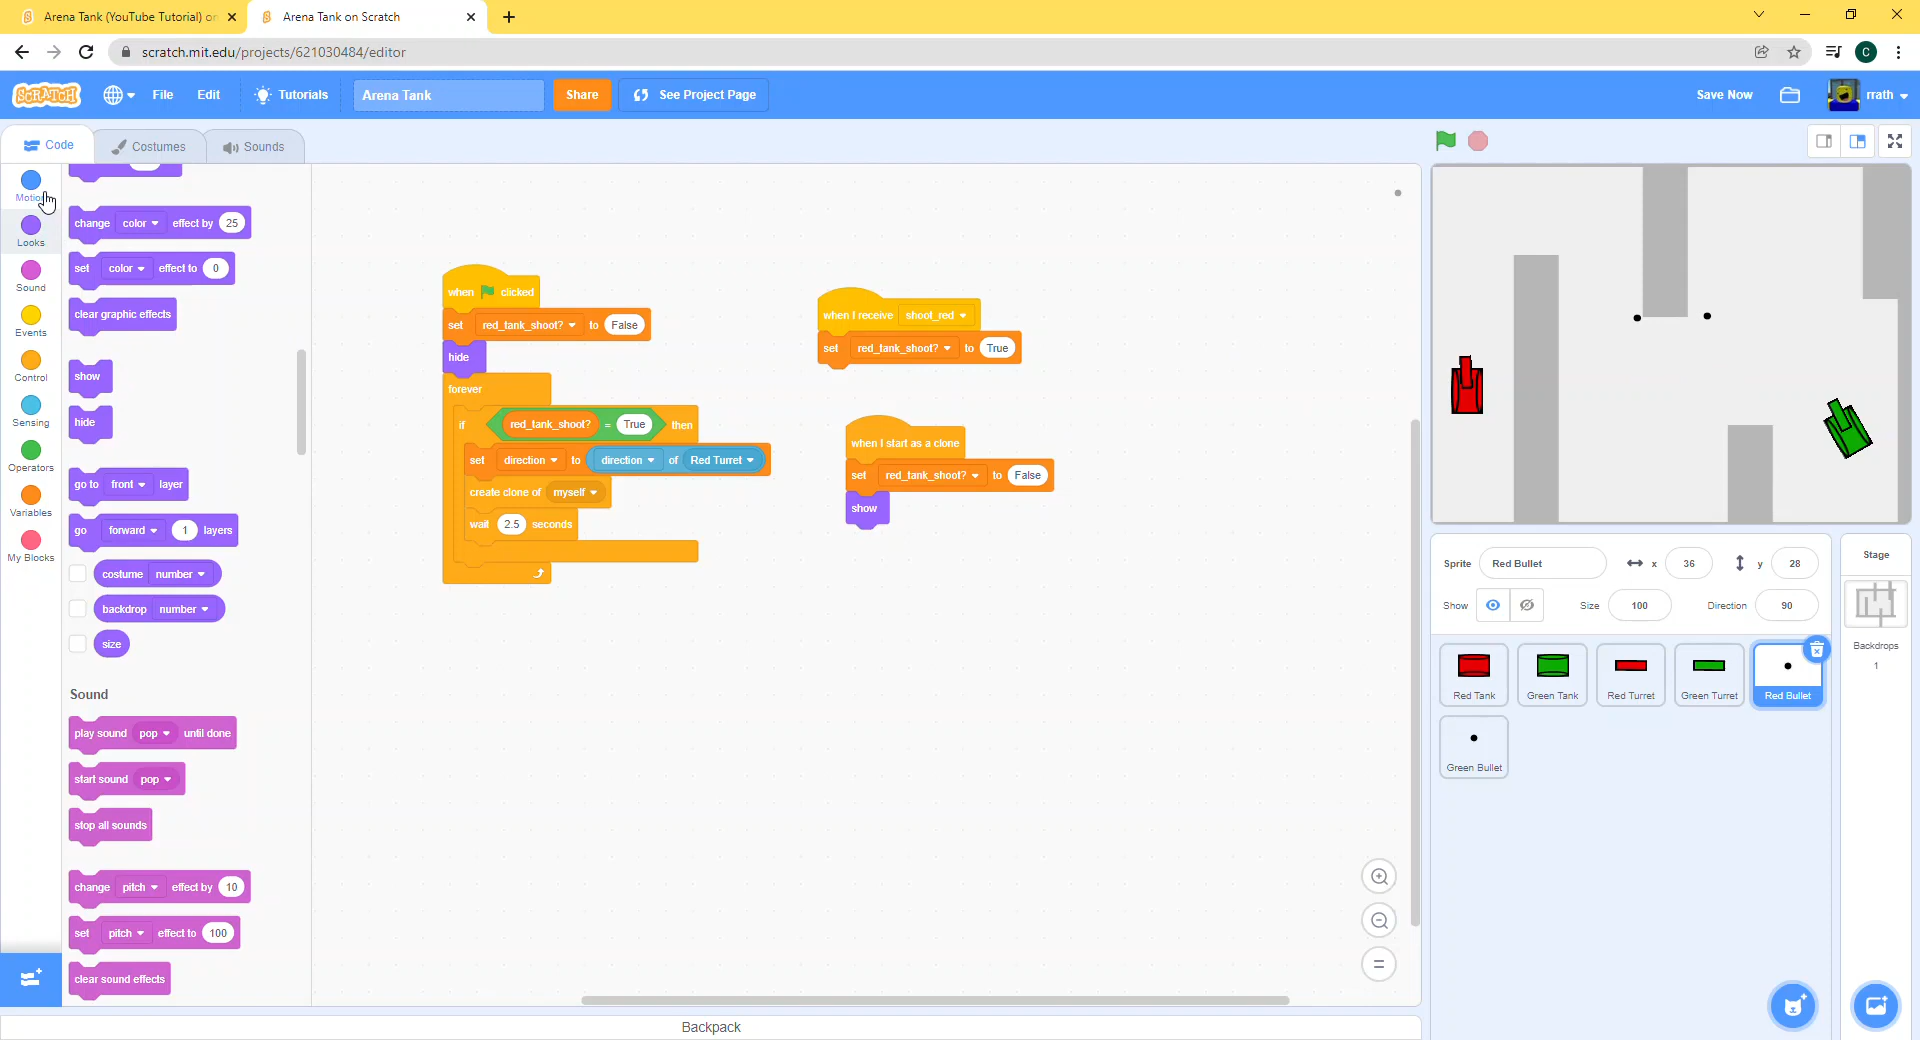 Arena Tank (YouTube Tutorial) on
Arena Tank on Scratch
scratch.mit.edu/projects/621030484/editor
C
SCRATCH
File
Edit
Tutorials
Arena Tank
Share
See Project Page
Save Now
rrath
Code
Costumes
Sounds
Motion
Looks
Sound
Events
Control
Sensing
Operators
Variables
My Blocks
change color effect by 25
set color effect to 0
clear graphic effects
show
hide
go to front layer
go forward 1 layers
costume number
backdrop number
size
Sound
play sound pop until done
start sound pop
stop all sounds
change pitch effect by 10
set pitch effect to 100
clear sound effects
when clicked
set red_tank_shoot? to False
hide
forever
if red_tank_shoot? = True then
set direction to direction of Red Turret
create clone of myself
wait 2.5 seconds
when I receive shoot_red
set red_tank_shoot? to True
when I start as a clone
set red_tank_shoot? to False
show
Sprite Red Bullet x 36 y 28
Show Size 100 Direction 90
Red Tank
Green Tank
Red Turret
Green Turret
Red Bullet
Green Bullet
Stage
Backdrops
1
Backpack